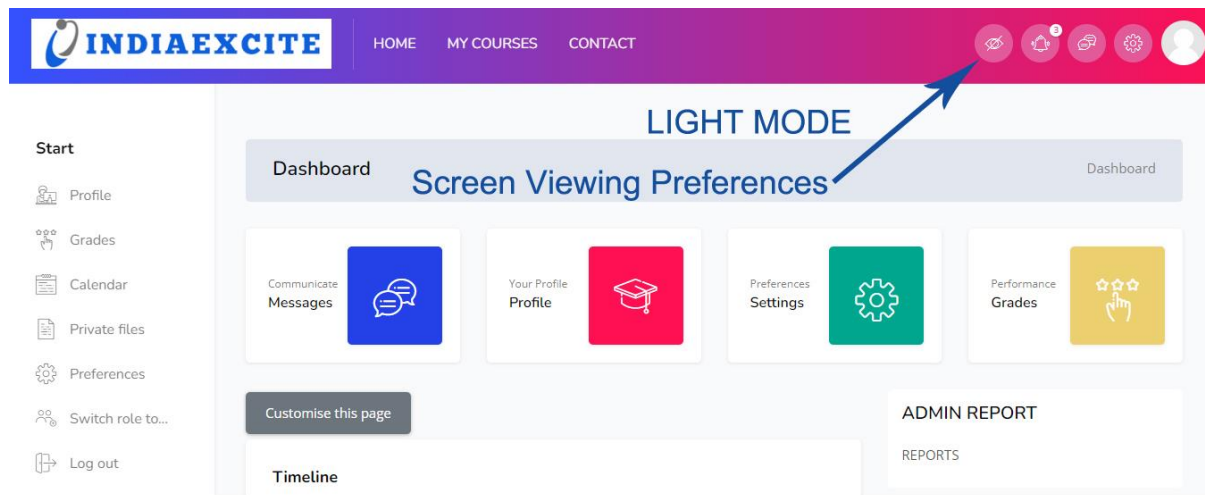 INDIAEXCITE
HOME MY COURSES CONTACT
3
LIGHT MODE
Screen Viewing Preferences
Start
Profile
Grades
Calendar
Private files
Preferences
Switch role to...
Log out
Dashboard
Dashboard
Communicate
Messages
Your Profile
Profile
Preferences
Settings
Performance
Grades
Customise this page
Timeline
ADMIN REPORT
REPORTS